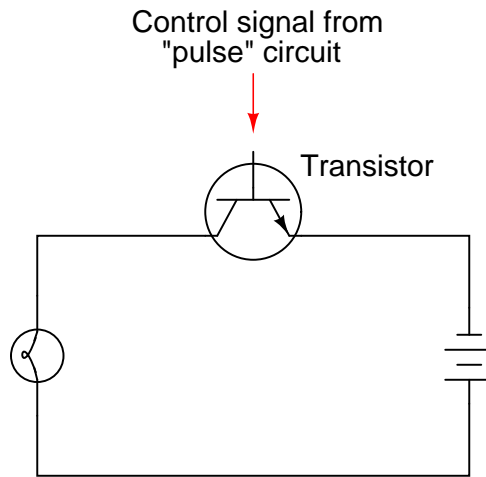 Control signal from
"pulse" circuit
Transistor